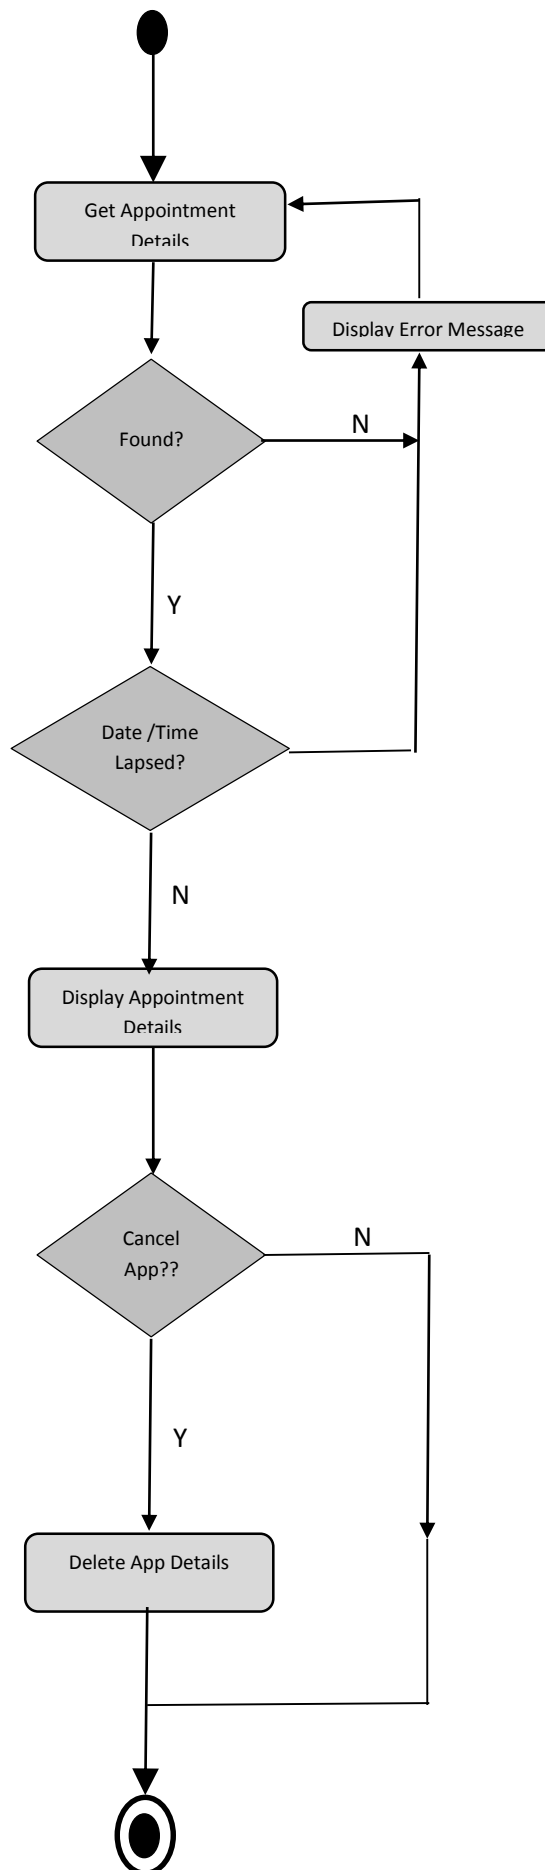 Get Appointment
Details
Display Error Message
Found?
N
Y
Date /Time
Lapsed?
N
Display Appointment
Details
Cancel
App??
N
Y
Delete App Details